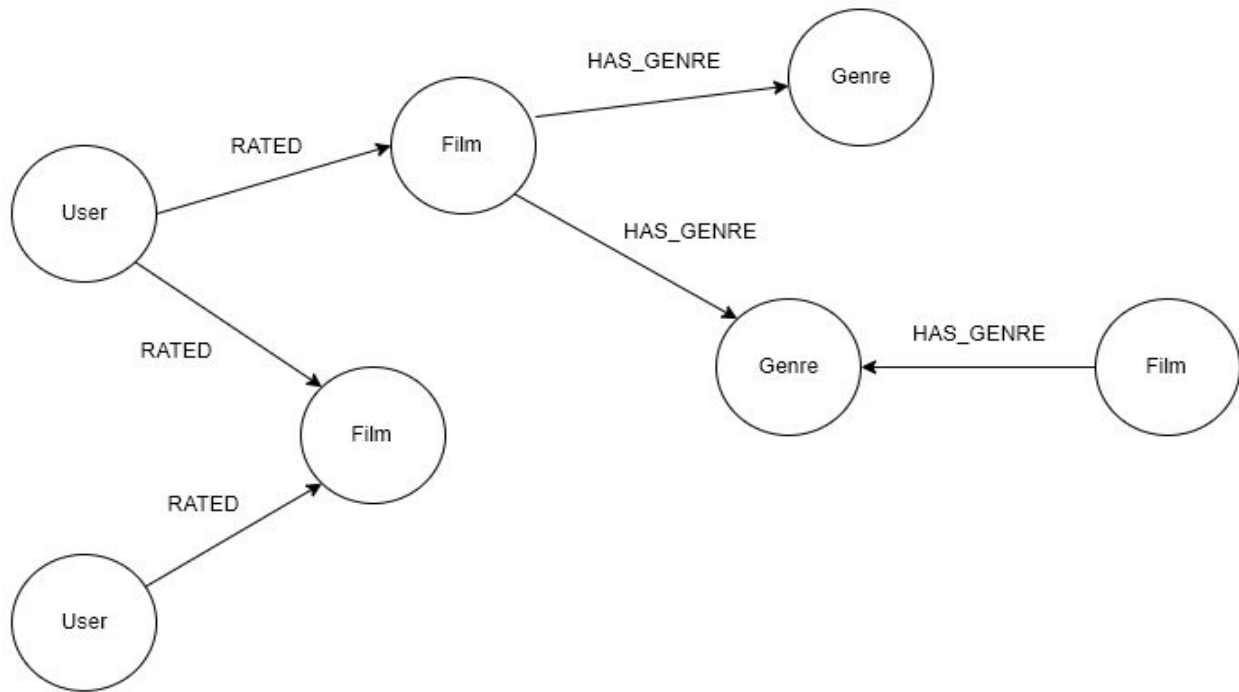 HAS_GENRE
Genre
RATED
Film
User
HAS_GENRE
RATED
HAS_GENRE
Genre
Film
Film
RATED
User